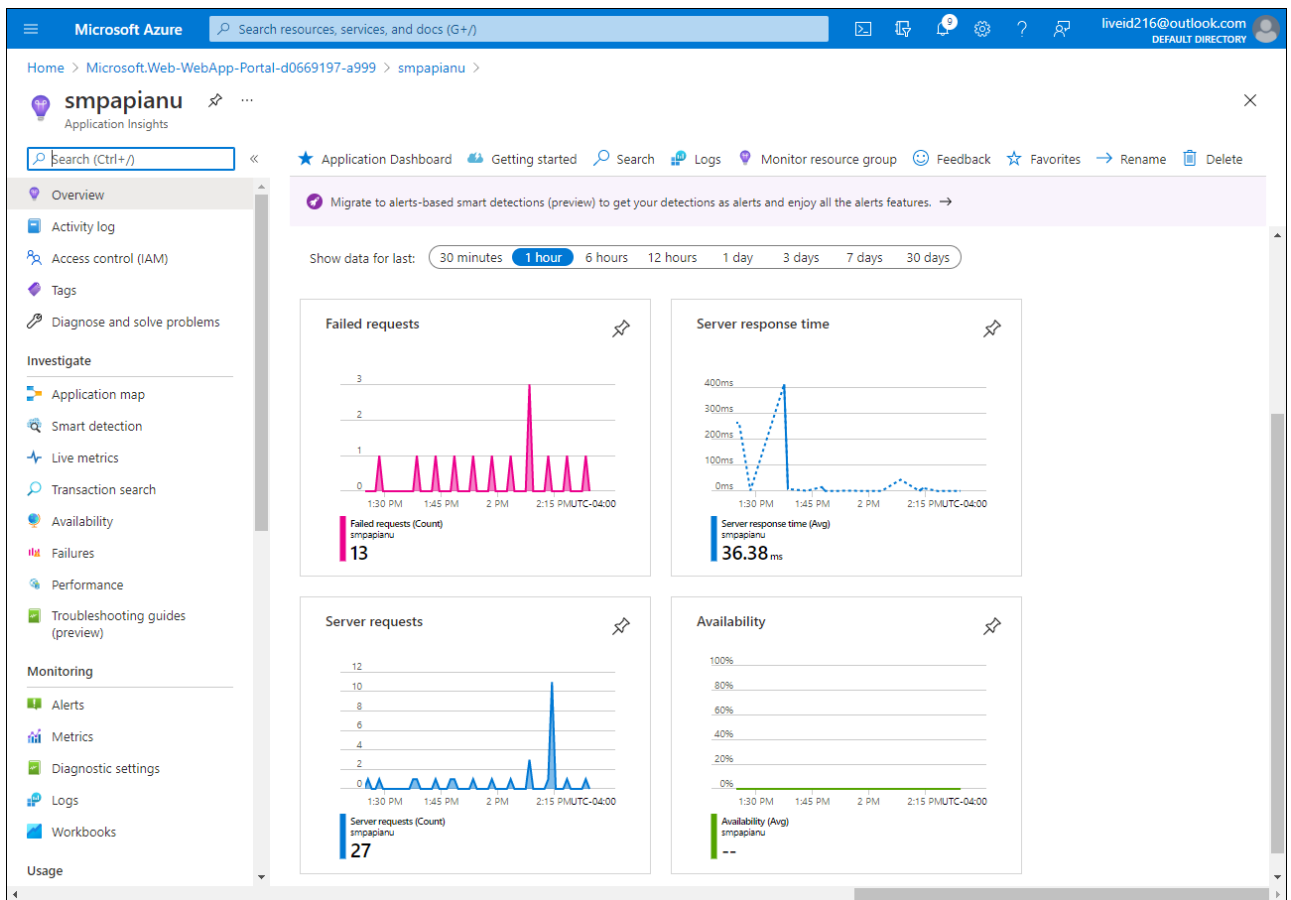 Microsoft Azure
Search resources, services, and docs (G+/)
9
liveid216@outlook.com
DEFAULT DIRECTORY
Home > Microsoft.Web-WebApp-Portal-d0669197-a999 > smpapianu >
smpapianu
Application Insights
Search (Ctrl+/)
Application Dashboard
Getting started
Search
Logs
Monitor resource group
Feedback
Favorites
Rename
Delete
Overview
Activity log
Access control (IAM)
Tags
Diagnose and solve problems
Investigate
Application map
Smart detection
Live metrics
Transaction search
Availability
Failures
Performance
Troubleshooting guides
(preview)
Monitoring
Alerts
Metrics
Diagnostic settings
Logs
Workbooks
Usage
Migrate to alerts-based smart detections (preview) to get your detections as alerts and enjoy all the alerts features. →
Show data for last: 30 minutes 1 hour 6 hours 12 hours 1 day 3 days 7 days 30 days
Failed requests
3
2
1
0
1:30 PM 1:45 PM 2 PM 2:15 PM UTC-04:00
Failed requests (Count)
smpapianu
13
Server response time
400ms
300ms
200ms
100ms
0ms
1:30 PM 1:45 PM 2 PM 2:15 PM UTC-04:00
Server response time (Avg)
smpapianu
36.38 ms
Server requests
12
10
8
6
4
2
0
1:30 PM 1:45 PM 2 PM 2:15 PM UTC-04:00
Server requests (Count)
smpapianu
27
Availability
100%
80%
60%
40%
20%
0%
1:30 PM 1:45 PM 2 PM 2:15 PM UTC-04:00
Availability (Avg)
smpapianu
--